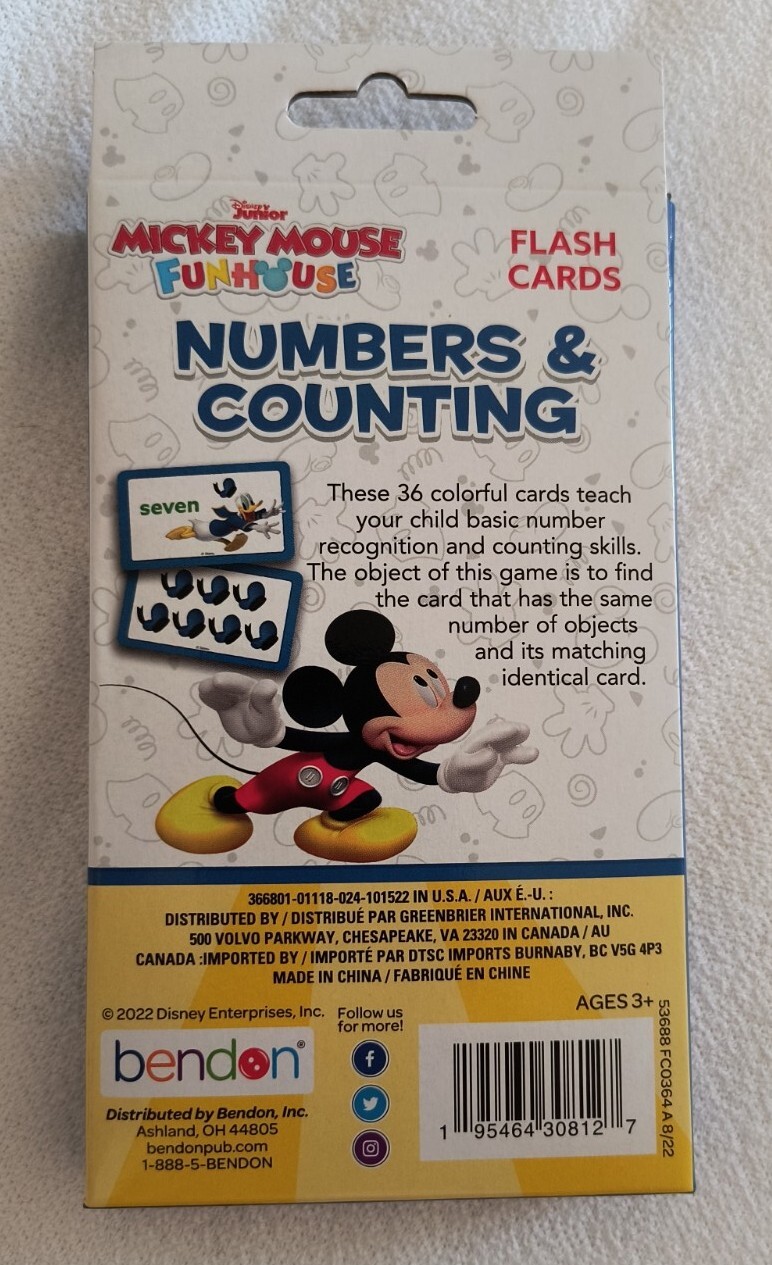 Disney
Junior
MICKEY MOUSE
FUNHOUSE
FLASH
CARDS
NUMBERS &
COUNTING
seven
These 36 colorful cards teach
your child basic number
recognition and counting skills.
The object of this game is to find
the card that has the same
number of objects
and its matching
identical card.
366801-01118-024-101522 IN U.S.A. / AUX É.-U. :
DISTRIBUTED BY / DISTRIBUÉ PAR GREENBRIER INTERNATIONAL, INC.
500 VOLVO PARKWAY, CHESAPEAKE, VA 23320 IN CANADA / AU
CANADA :IMPORTED BY / IMPORTÉ PAR DTSC IMPORTS BURNABY, BC V5G 4P3
MADE IN CHINA / FABRIQUÉ EN CHINE
AGES 3+
© 2022 Disney Enterprises, Inc.
Follow us
for more!
bendon®
Distributed by Bendon, Inc.
Ashland, OH 44805
bendonpub.com
1-888-5-BENDON
1 95464 30812 7
53688 FC0364 A 8/22